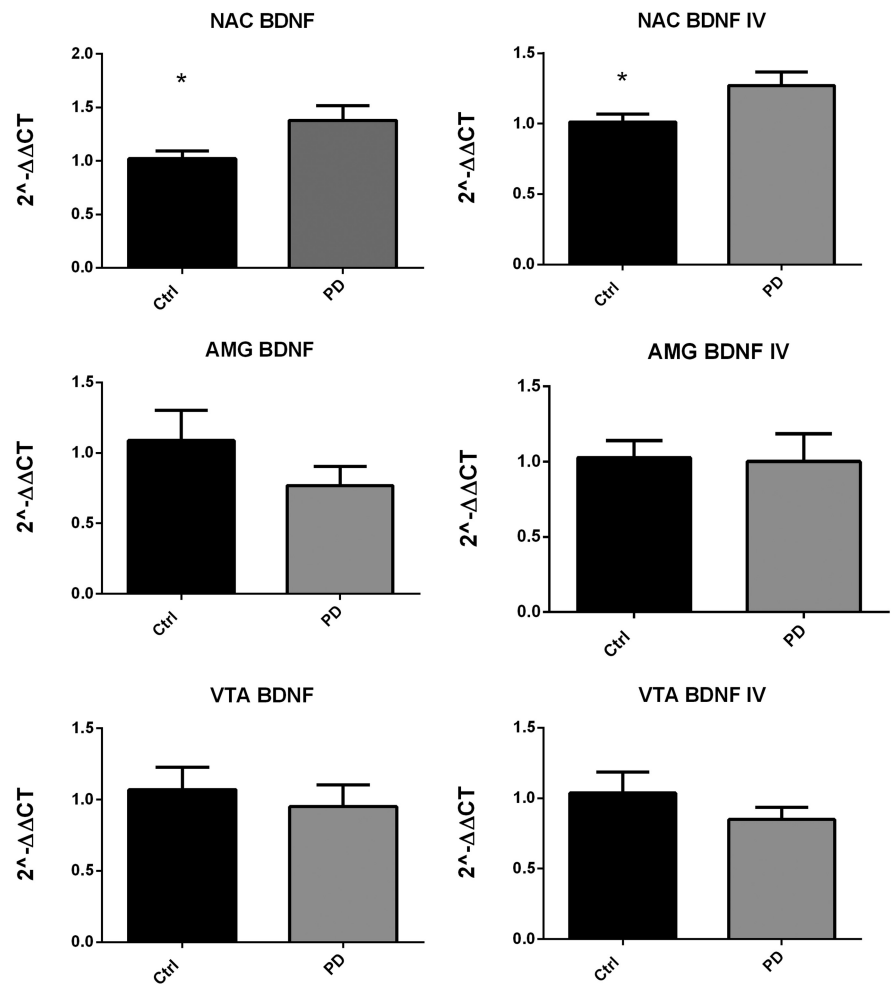 NAC BDNF
2^-ΔΔCT
2.0
1.5
1.0
0.5
0.0
*
Ctrl
PD
NAC BDNF IV
2^-ΔΔCT
1.5
1.0
0.5
0.0
*
Ctrl
PD
AMG BDNF
2^-ΔΔCT
1.5
1.0
0.5
0.0
Ctrl
PD
AMG BDNF IV
2^-ΔΔCT
1.5
1.0
0.5
0.0
Ctrl
PD
VTA BDNF
2^-ΔΔCT
1.5
1.0
0.5
0.0
Ctrl
PD
VTA BDNF IV
2^-ΔΔCT
1.5
1.0
0.5
0.0
Ctrl
PD